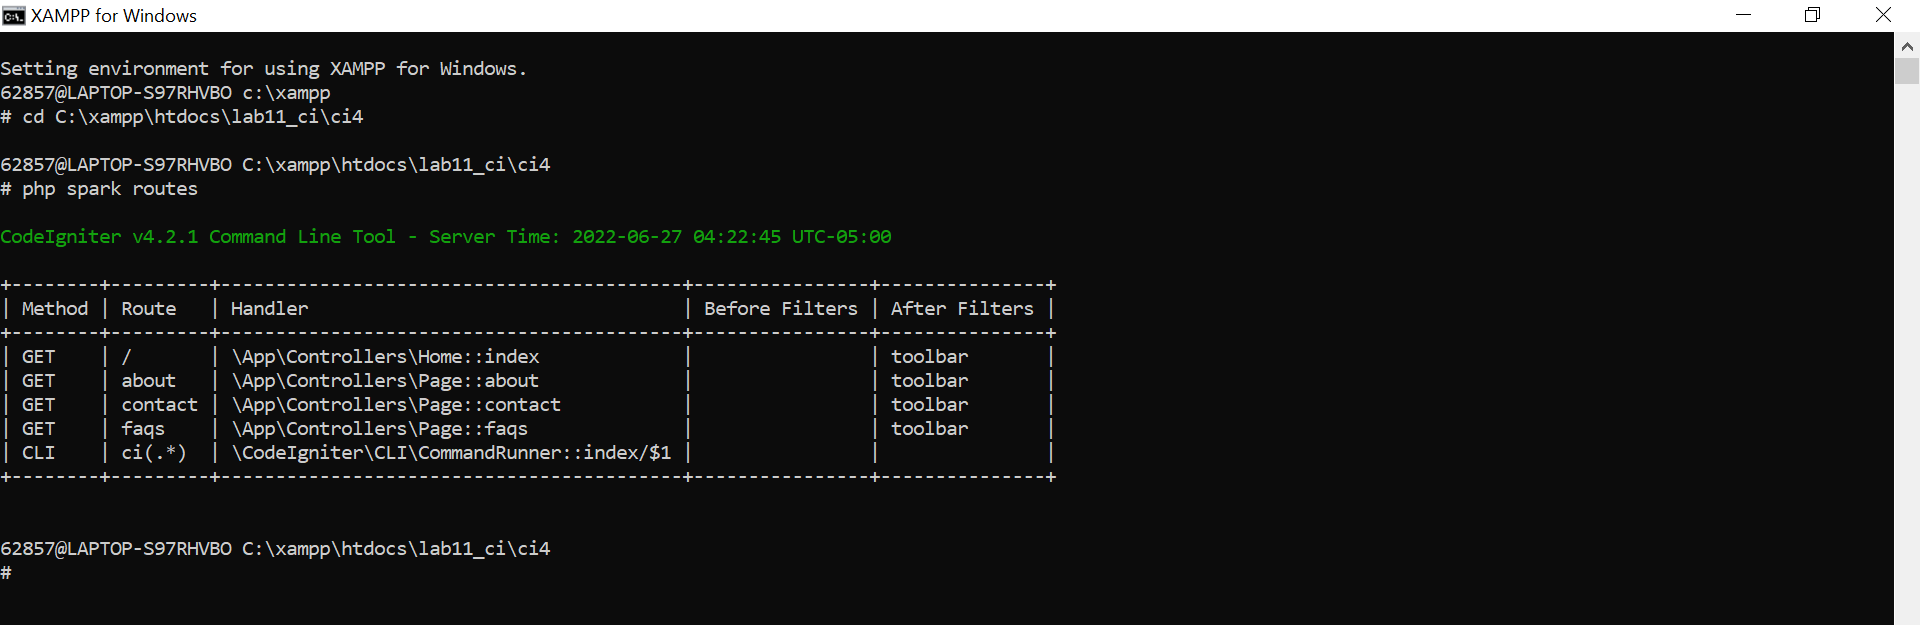 XAMPP for Windows
Setting environment for using XAMPP for Windows.
62857@LAPTOP-S97RHVBO c:\xampp
# cd C:\xampp\htdocs\lab11_ci\ci4
62857@LAPTOP-S97RHVBO C:\xampp\htdocs\lab11_ci\ci4
# php spark routes
CodeIgniter v4.2.1 Command Line Tool - Server Time: 2022-06-27 04:22:45 UTC-05:00
+--------+---------+------------------------------------------+----------------+---------------+
| Method | Route   | Handler                                  | Before Filters | After Filters |
+--------+---------+------------------------------------------+----------------+---------------+
| GET    | /       | \App\Controllers\Home::index             |                | toolbar       |
| GET    | about   | \App\Controllers\Page::about             |                | toolbar       |
| GET    | contact | \App\Controllers\Page::contact           |                | toolbar       |
| GET    | faqs    | \App\Controllers\Page::faqs              |                | toolbar       |
| CLI    | ci(.*)  | \CodeIgniter\CLI\CommandRunner::index/$1 |                |               |
+--------+---------+------------------------------------------+----------------+---------------+
62857@LAPTOP-S97RHVBO C:\xampp\htdocs\lab11_ci\ci4
#